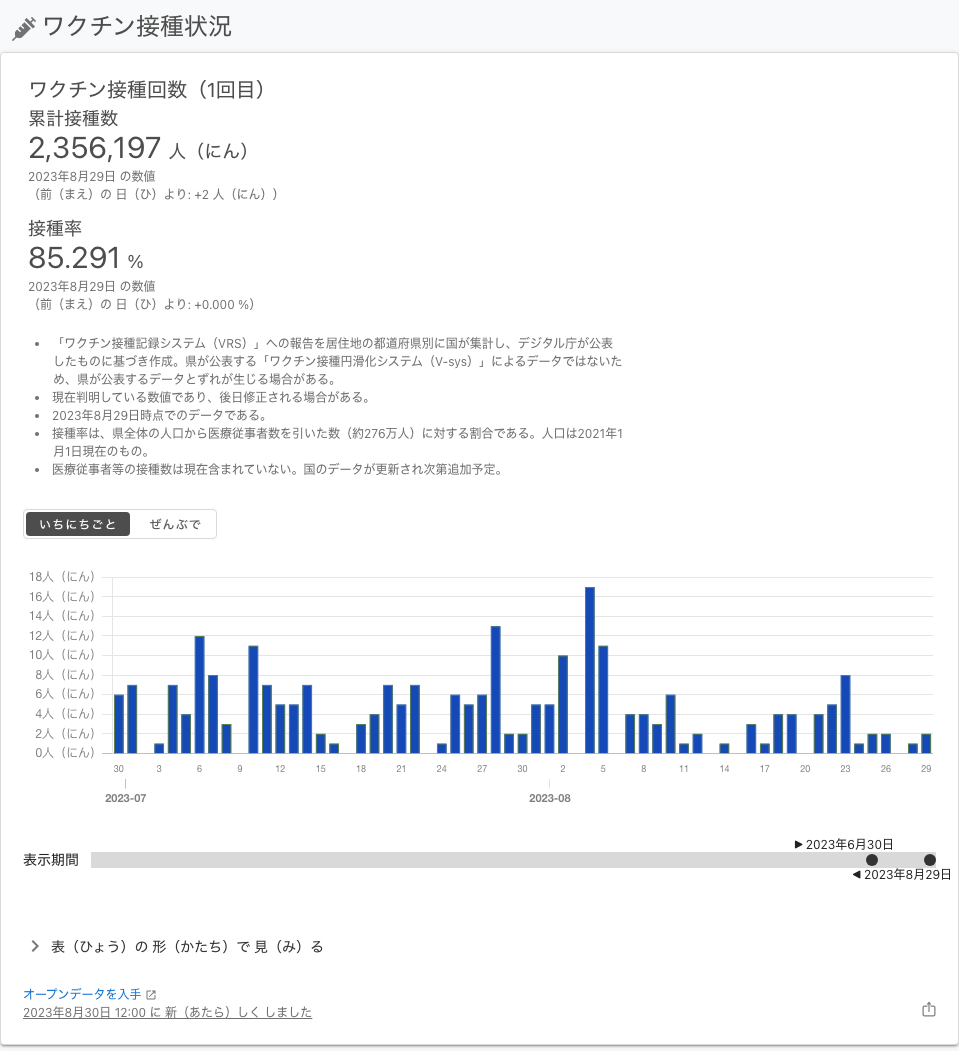 ワクチン接種状況
ワクチン接種回数（1回目）
累計接種数
2,356,197 人（にん）
2023年8月29日 の数値
（前（まえ）の 日（ひ）より: +2 人（にん））
接種率
85.291 %
2023年8月29日 の数値
（前（まえ）の 日（ひ）より: +0.000 %）
• 「ワクチン接種記録システム（VRS）」への報告を居住地の都道府県別に国が集計し、デジタル庁が公表
したものに基づき作成。県が公表する「ワクチン接種円滑化システム（V-sys）」によるデータではないた
め、県が公表するデータとずれが生じる場合がある。
• 現在判明している数値であり、後日修正される場合がある。
• 2023年8月29日時点でのデータである。
• 接種率は、県全体の人口から医療従事者数を引いた数（約276万人）に対する割合である。人口は2021年1
月1日現在のもの。
• 医療従事者等の接種数は現在含まれていない。国のデータが更新され次第追加予定。
いちにちごと ぜんぶで
18人（にん）
16人（にん）
14人（にん）
12人（にん）
10人（にん）
8人（にん）
6人（にん）
4人（にん）
2人（にん）
0人（にん）
30 3 6 9 12 15 18 21 24 27 30 2 5 8 11 14 17 20 23 26 29
2023-07 2023-08
▶ 2023年6月30日
表示期間
◀ 2023年8月29日
表（ひょう）の 形（かたち）で 見（み）る
オープンデータを入手
2023年8月30日 12:00 に 新（あたら）しく しました